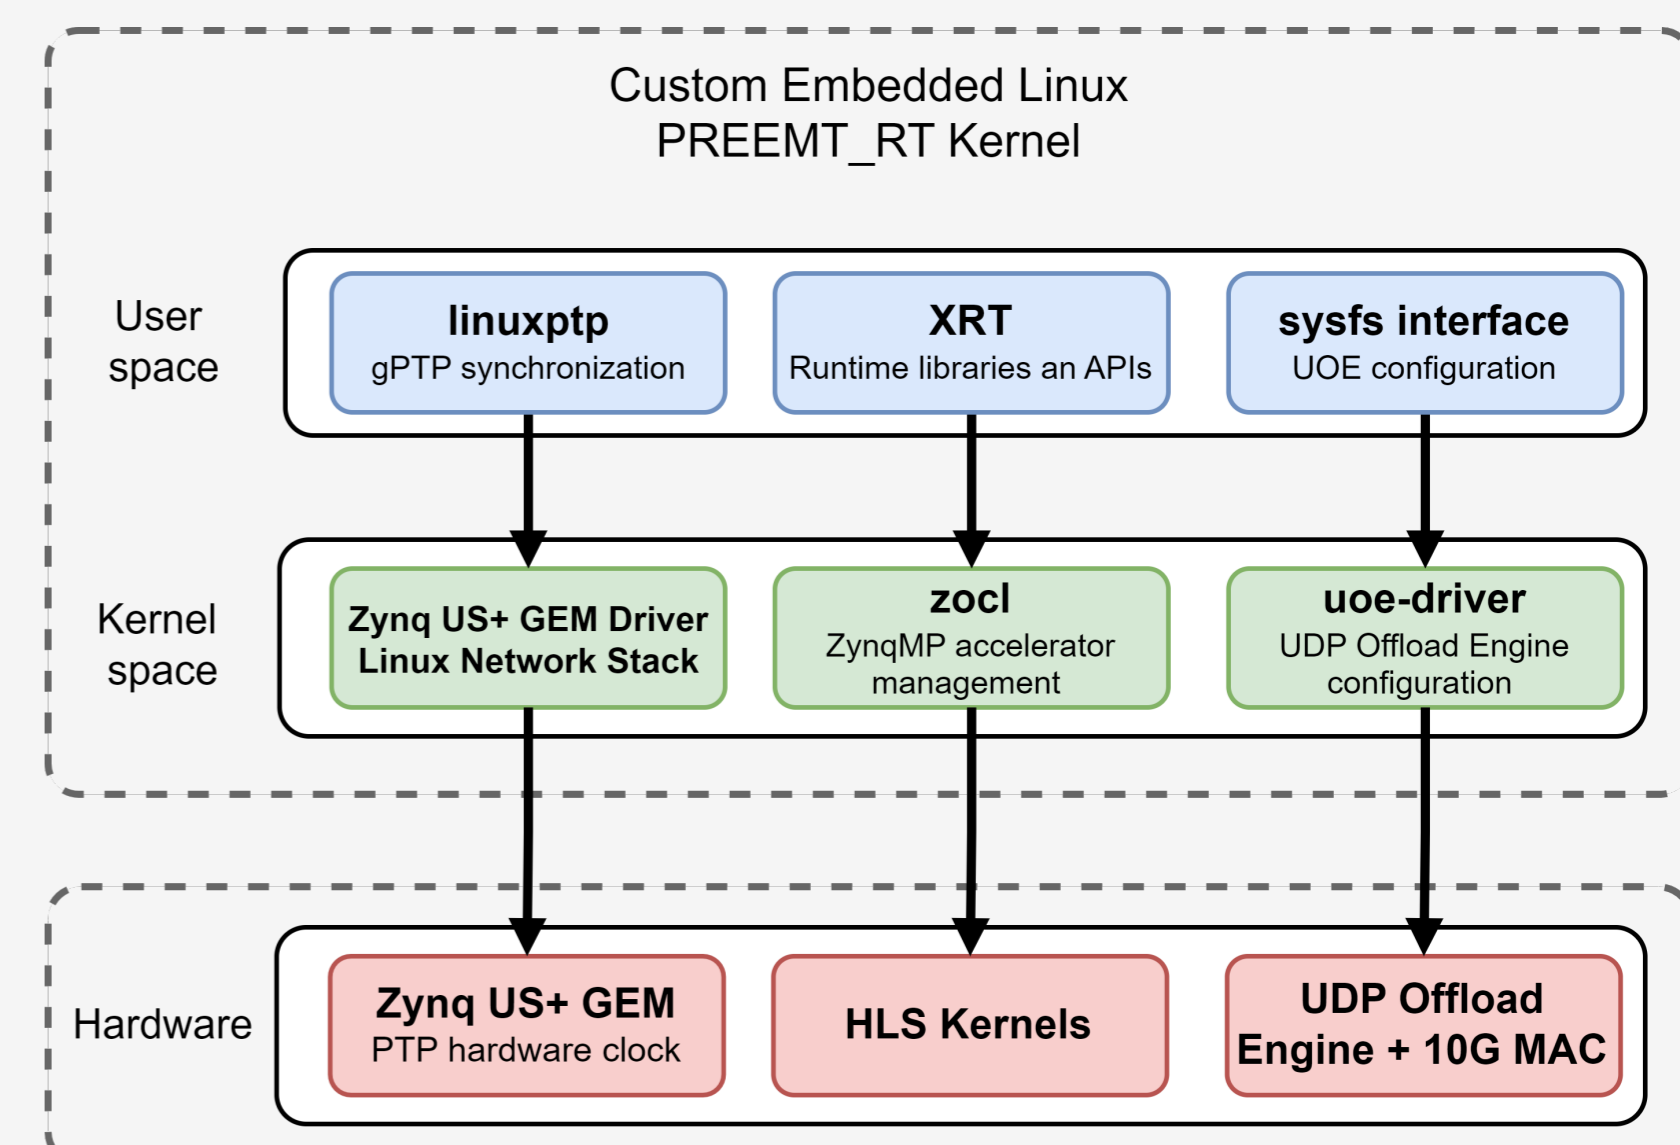 Custom Embedded Linux
PREEMT_RT Kernel
User
space
linuxptp
gPTP synchronization
XRT
Runtime libraries an APIs
sysfs interface
UOE configuration
Kernel
space
Zynq US+ GEM Driver
Linux Network Stack
zocl
ZynqMP accelerator
management
uoe-driver
UDP Offload Engine
configuration
Hardware
Zynq US+ GEM
PTP hardware clock
HLS Kernels
UDP Offload
Engine + 10G MAC